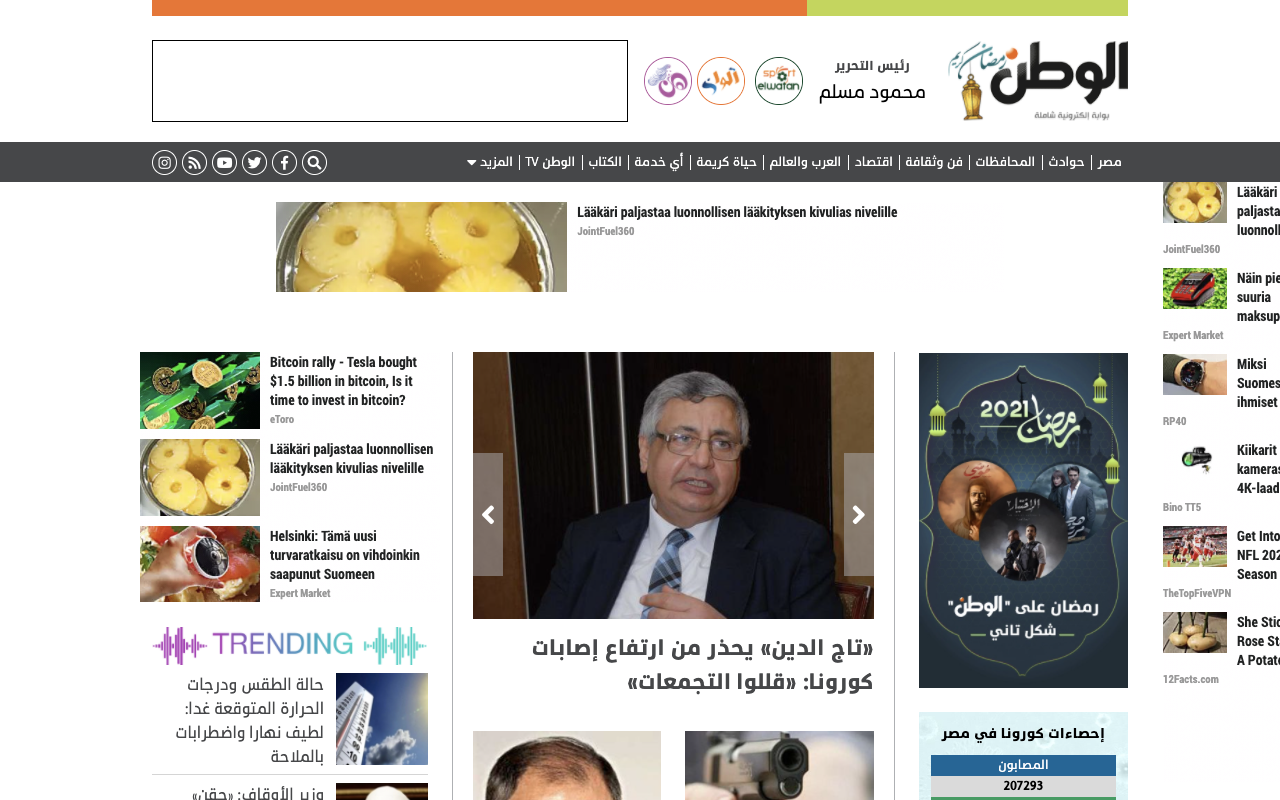 الوطن
رمضان كريم
بوابة إلكترونية شاملة
رئيس التحرير
محمود مسلم
sport
elwatan
ألوان
هن
مصر
حوادث
المحافظات
فن وثقافة
اقتصاد
العرب والعالم
حياة كريمة
أي خدمة
الكتاب
الوطن TV
المزيد
Lääkäri paljastaa luonnollisen lääkityksen kivulias nivelille
JointFuel360
Bitcoin rally - Tesla bought
$1.5 billion in bitcoin, Is it
time to invest in bitcoin?
eToro
Lääkäri paljastaa luonnollisen
lääkityksen kivulias nivelille
JointFuel360
Helsinki: Tämä uusi
turvaratkaisu on vihdoinkin
saapunut Suomeen
Expert Market
TRENDING
حالة الطقس ودرجات
الحرارة المتوقعة غدا:
لطيف نهارا واضطرابات
بالملاحة
وزير الأوقاف: «حقن»
«تاج الدين» يحذر من ارتفاع إصابات
كورونا: «قللوا التجمعات»
رمضان 2021
الاختيار
رمضان على "الوطن"
شكل تاني
إحصاءات كورونا في مصر
المصابون
207293
Lääkäri
paljasta
luonnoll
JointFuel360
Näin pie
suuria
maksup
Expert Market
Miksi
Suomes
ihmiset
RP40
Kiikarit
kameras
4K-laad
Bino TT5
Get Into
NFL 202
Season
TheTopFiveVPN
She Stic
Rose St
A Potat
12Facts.com